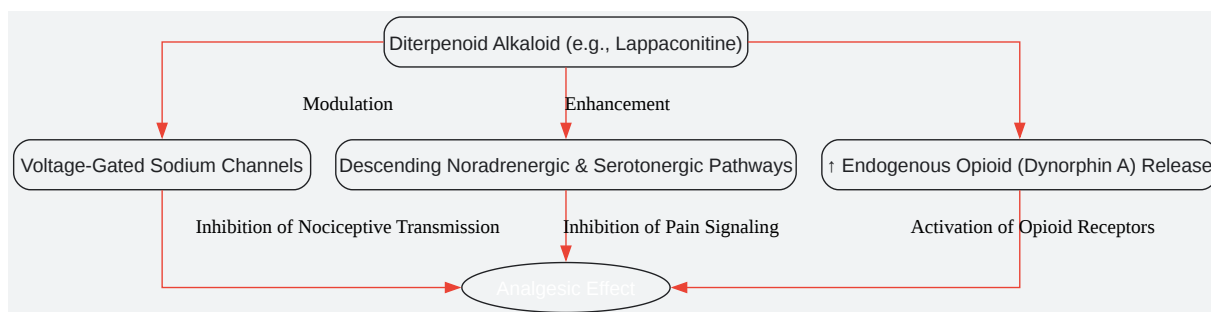 Diterpenoid Alkaloid (e.g., Lappaconitine)
Modulation
Enhancement
Voltage-Gated Sodium Channels
Descending Noradrenergic & Serotonergic Pathways
↑ Endogenous Opioid (Dynorphin A) Release
Inhibition of Nociceptive Transmission
Inhibition of Pain Signaling
Activation of Opioid Receptors
Analgesic Effect